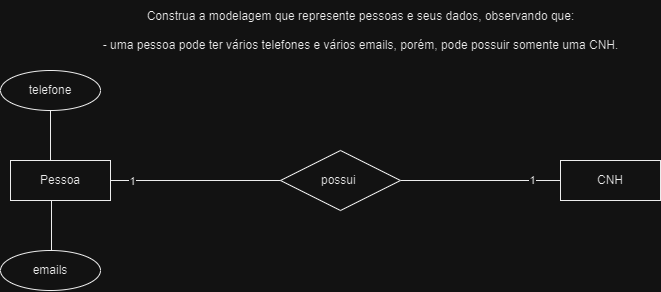 Construa a modelagem que represente pessoas e seus dados, observando que:
- uma pessoa pode ter vários telefones e vários emails, porém, pode possuir somente uma CNH.
telefone
Pessoa 1 possui 1 CNH
emails